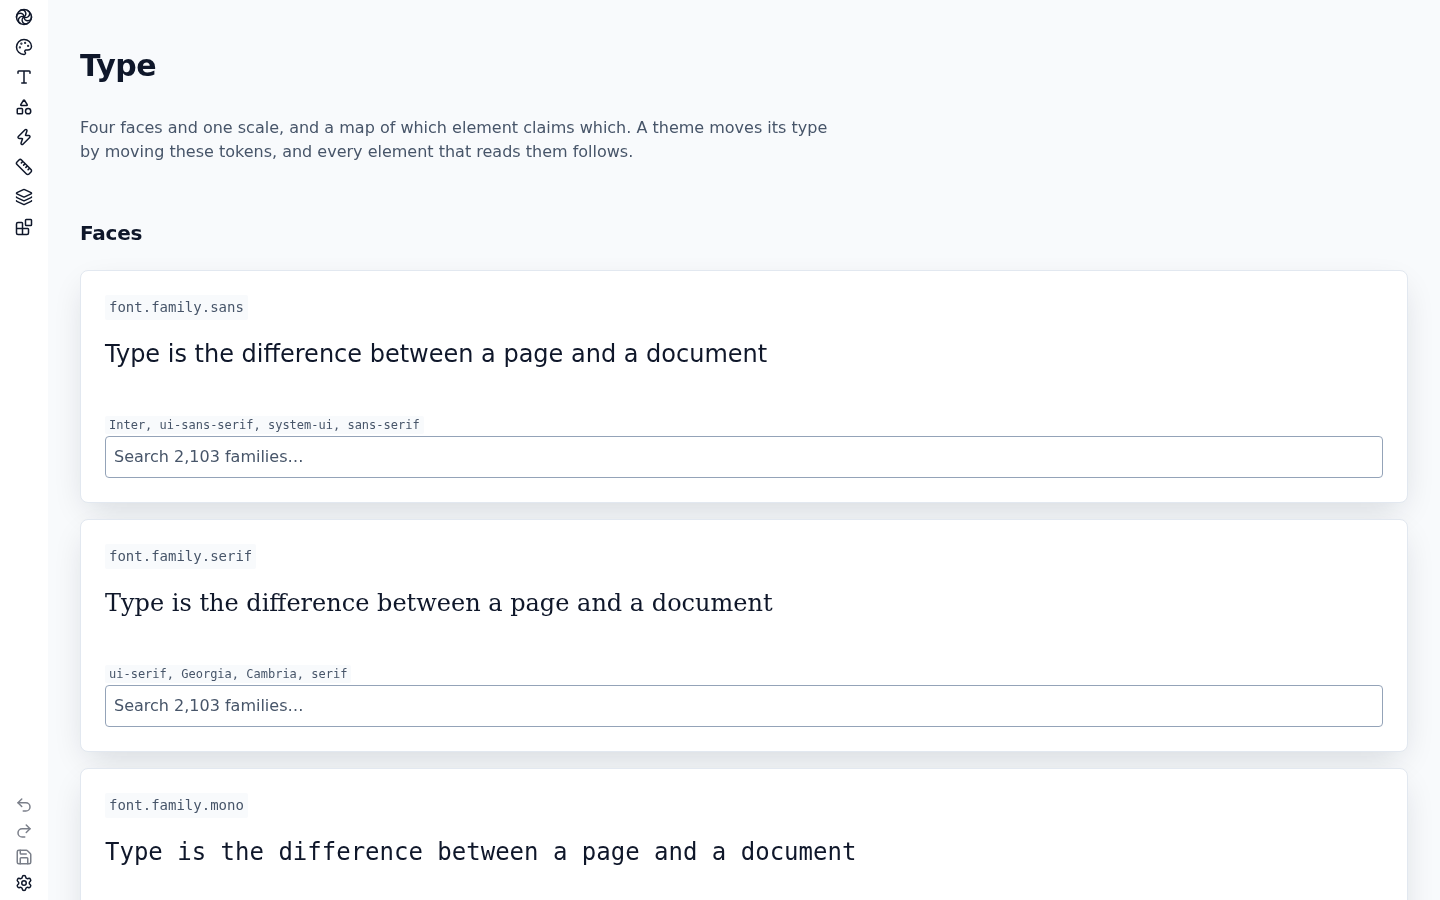 Type
Four faces and one scale, and a map of which element claims which. A theme moves its type
by moving these tokens, and every element that reads them follows.
Faces
font.family.sans
Type is the difference between a page and a document
Inter, ui-sans-serif, system-ui, sans-serif
Search 2,103 families...
font.family.serif
Type is the difference between a page and a document
ui-serif, Georgia, Cambria, serif
Search 2,103 families...
font.family.mono
Type is the difference between a page and a document